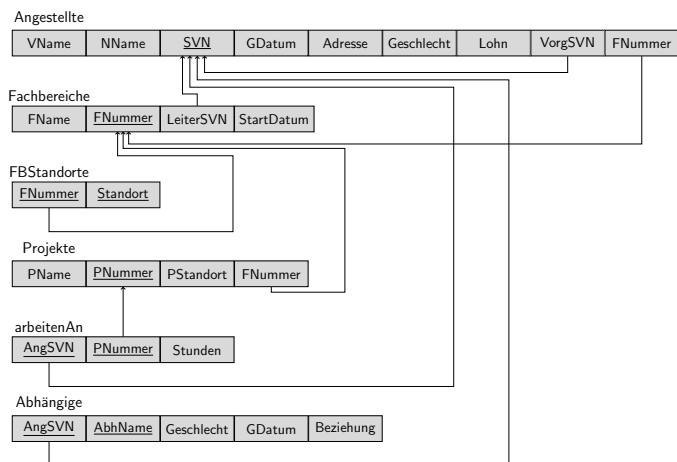 Angestellte
VName NName SVN GDatum Adresse Geschlecht Lohn VorgSVN FNummer
Fachbereiche
FName FNummer LeiterSVN StartDatum
FBStandorte
FNummer Standort
Projekte
PName PNummer PStandort FNummer
arbeitenAn
AngSVN PNummer Stunden
Abhängige
AngSVN AbhName Geschlecht GDatum Beziehung